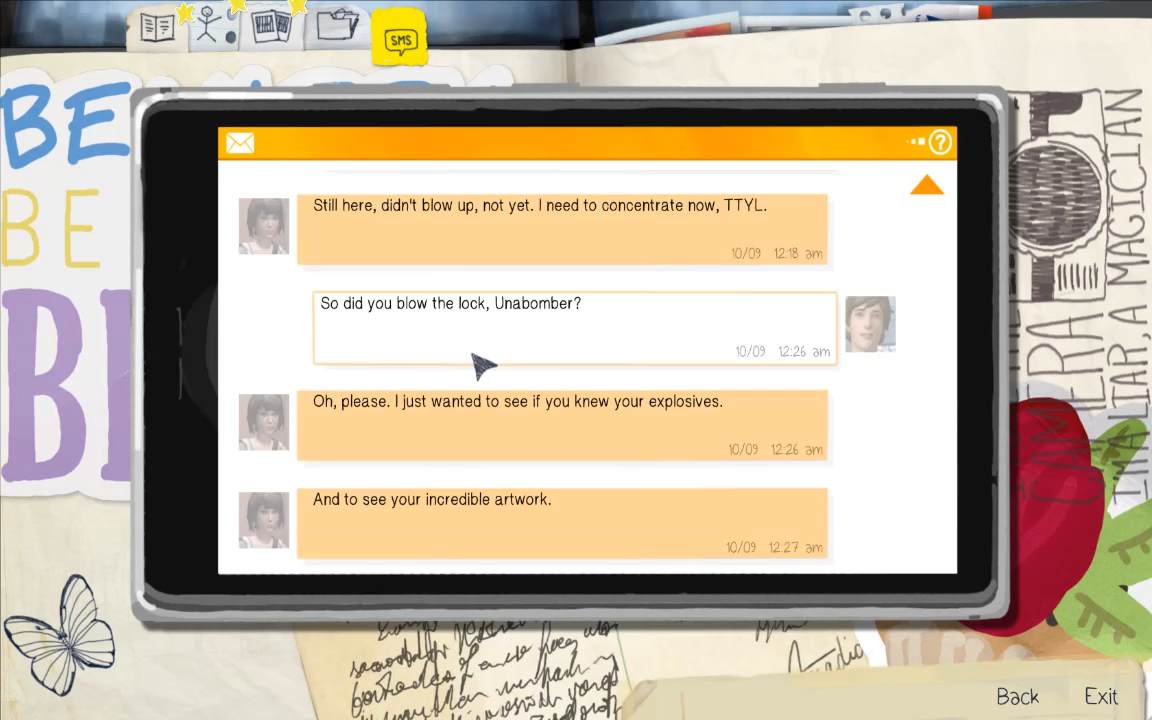 SMS
BE
BE
Still here, didn't blow up, not yet. I need to concentrate now, TTYL.
10/09 12:18 am
So did you blow the lock, Unabomber?
10/09 12:26 am
Oh, please. I just wanted to see if you knew your explosives.
10/09 12:26 am
And to see your incredible artwork.
10/09 12:27 am
CAMERA
I'M A LIAR, A MAGICIAN
Back
Exit